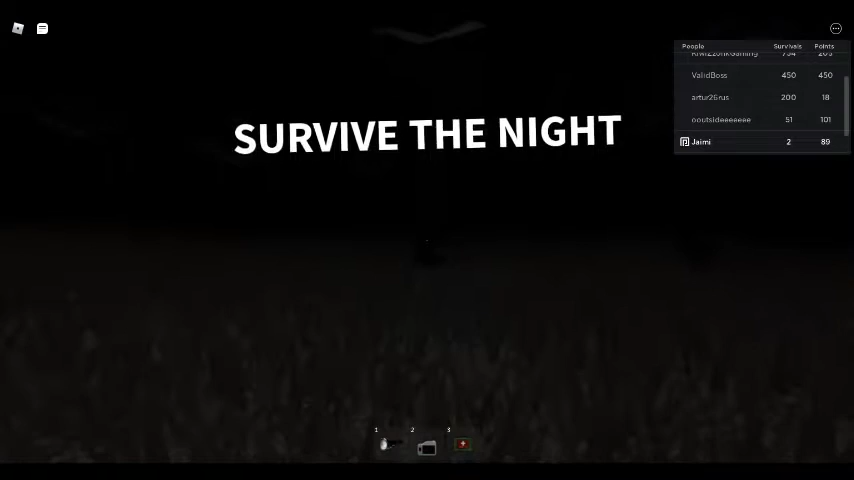 People Survivals Points
ValidBoss 450 450
artur26rus 200 18
ooutsideeeeeee 51 101
Jaimi 2 89
SURVIVE THE NIGHT
1 2 3